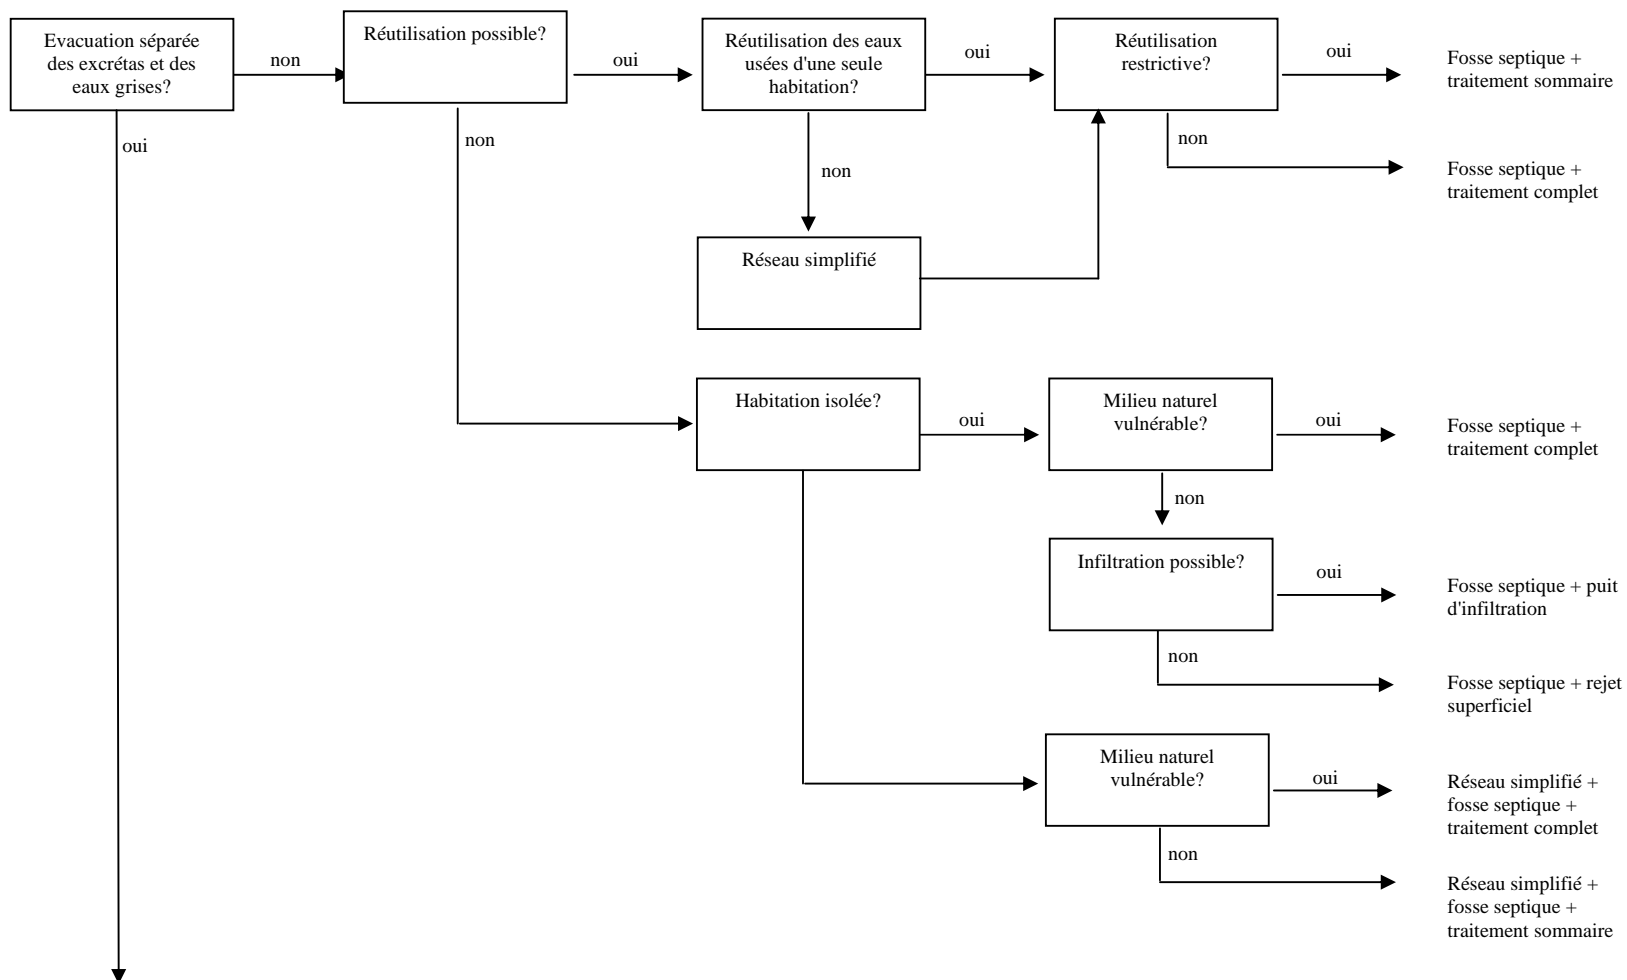 Evacuation séparée
des excrétas et des
eaux grises?
non
oui
Réutilisation possible?
oui
non
Réutilisation des eaux
usées d'une seule
habitation?
oui
non
Réutilisation
restrictive?
oui
non
Fosse septique +
traitement sommaire
Fosse septique +
traitement complet
Réseau simplifié
Habitation isolée?
oui
Milieu naturel
vulnérable?
oui
non
Fosse septique +
traitement complet
Infiltration possible?
oui
non
Fosse septique + puit
d'infiltration
Fosse septique + rejet
superficiel
Milieu naturel
vulnérable?
oui
non
Réseau simplifié +
fosse septique +
traitement complet
Réseau simplifié +
fosse septique +
traitement sommaire